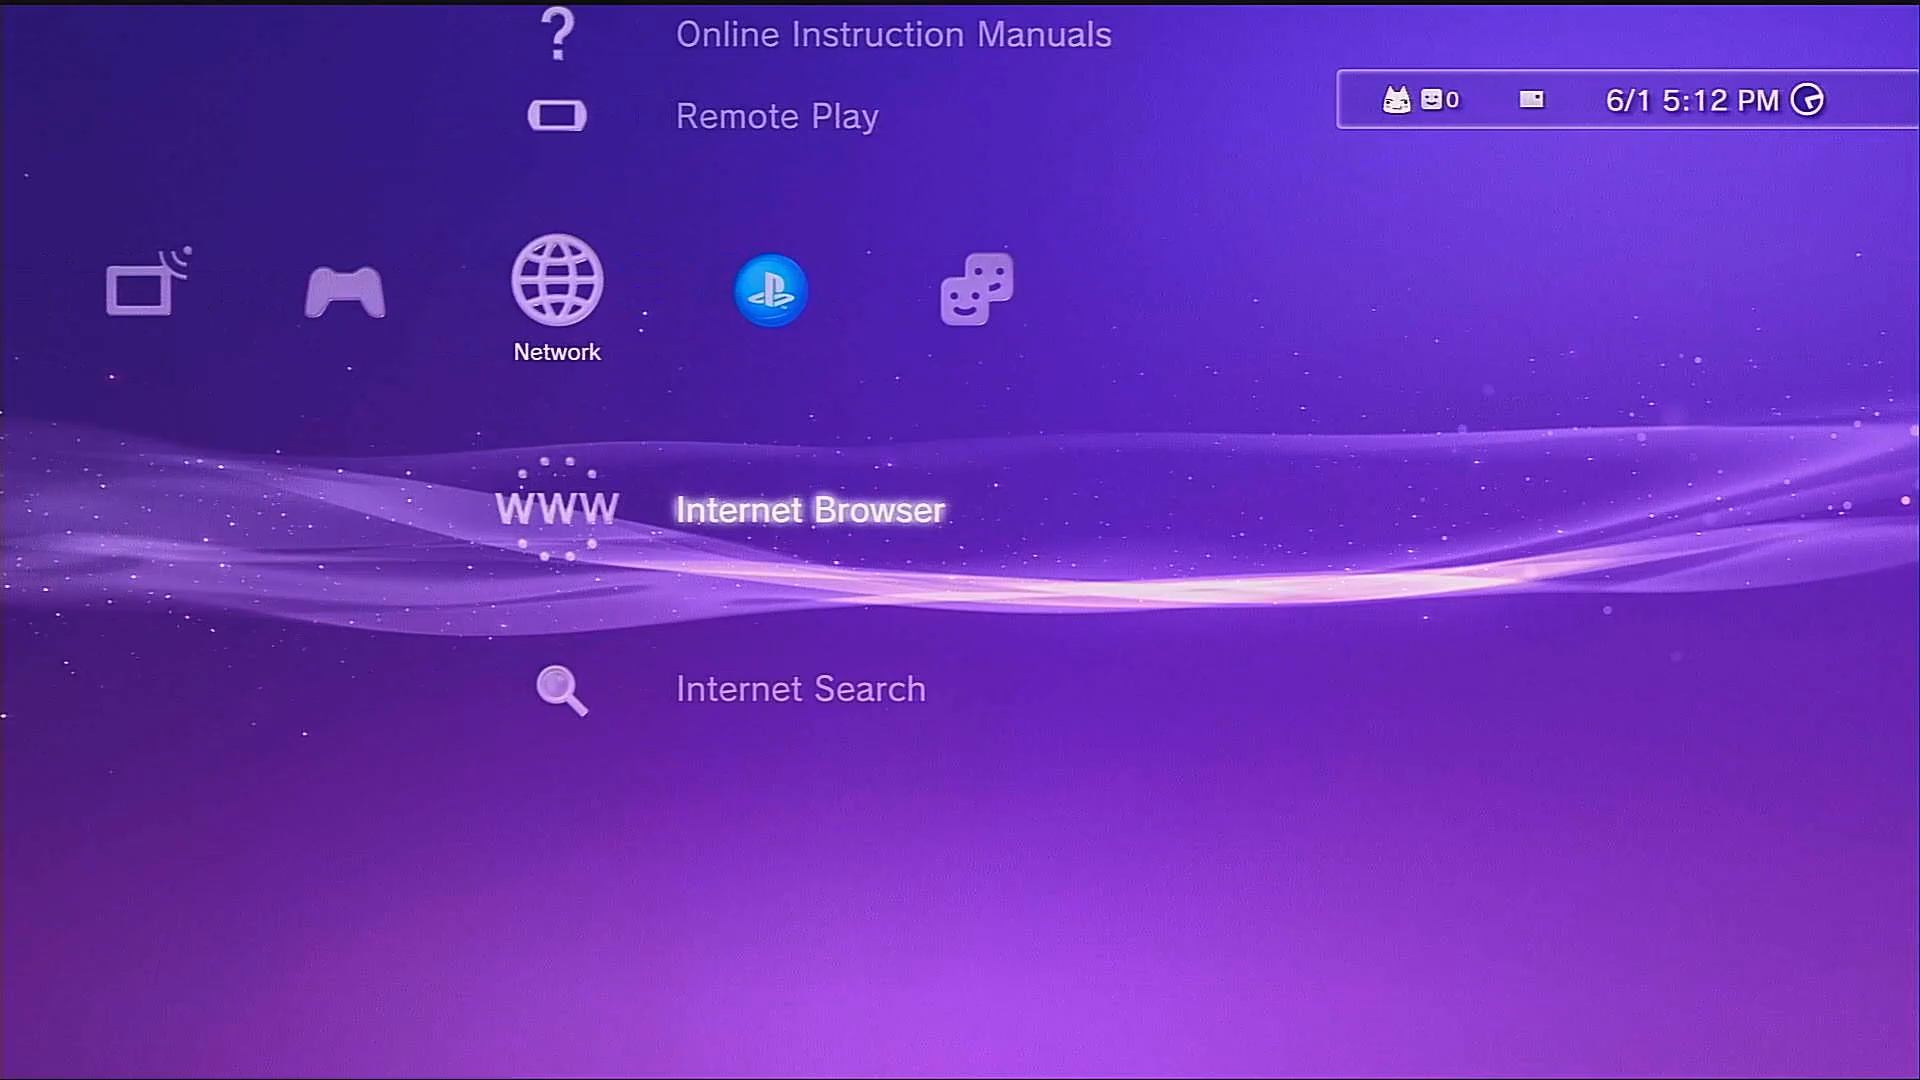 Online Instruction Manuals
Remote Play
0
6/1 5:12 PM
Network
WWW
Internet Browser
Internet Search